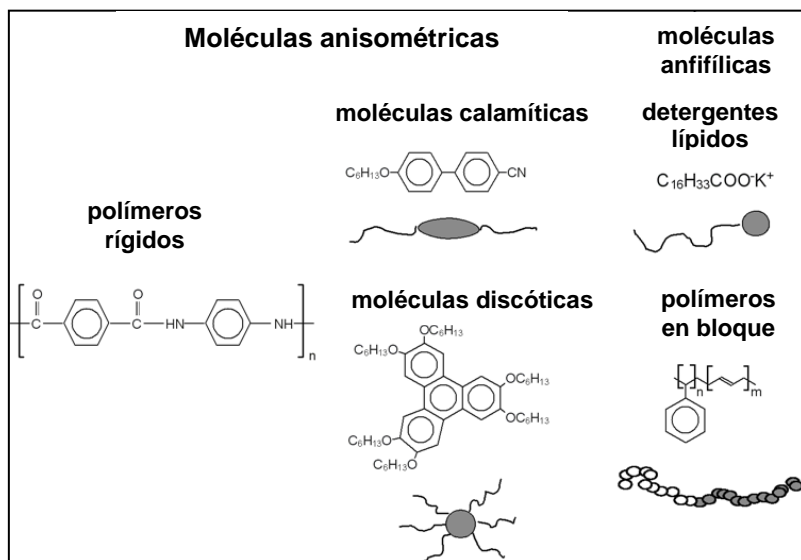 Moléculas anisométricas
moléculas
anfifílicas
moléculas calamíticas
C₆H₁₃O
CN
detergentes
lípidos
C₁₆H₃₃COO⁻K⁺
polímeros
rígidos
O
O
C
C
HN
NH
n
moléculas discóticas
OC₆H₁₃
C₆H₁₃O
OC₆H₁₃
OC₆H₁₃
C₆H₁₃O
C₆H₁₃O
polímeros
en bloque
n
m